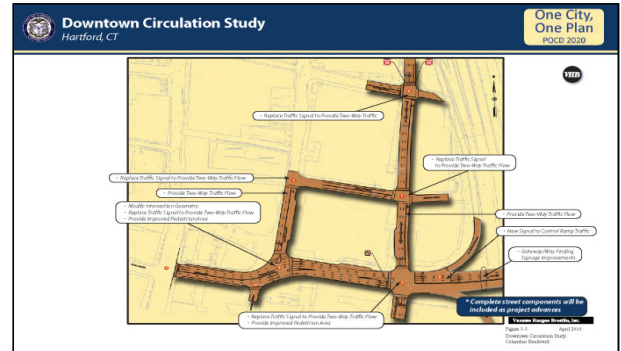 Downtown Circulation Study
Hartford, CT
One City,
One Plan
POCD 2020
VHB
- Replace Traffic Signal to Provide Two-Way Traffic
- Replace Traffic Signal
to Provide Two-Way Traffic Flow
- Replace Traffic Signal to Provide Two-Way Traffic Flow
- Provide Two-Way Traffic Flow
- Modify Intersection Geometry
- Replace Traffic Signal to Provide Two-Way Traffic Flow
- Provide Improved Pedestrian Area
- Provide Two-Way Traffic Flow
- New Signal to Control Ramp Traffic
- Gateway/Way Finding
Signage Improvements
- Replace Traffic Signal to Provide Two-Way Traffic Flow
- Provide Improved Pedestrian Area
* Complete street components will be
included as project advances
Vanasse Hangen Brustlin, Inc.
Figure April 2010
Downtown Circulation Study
Columbus Boulevard